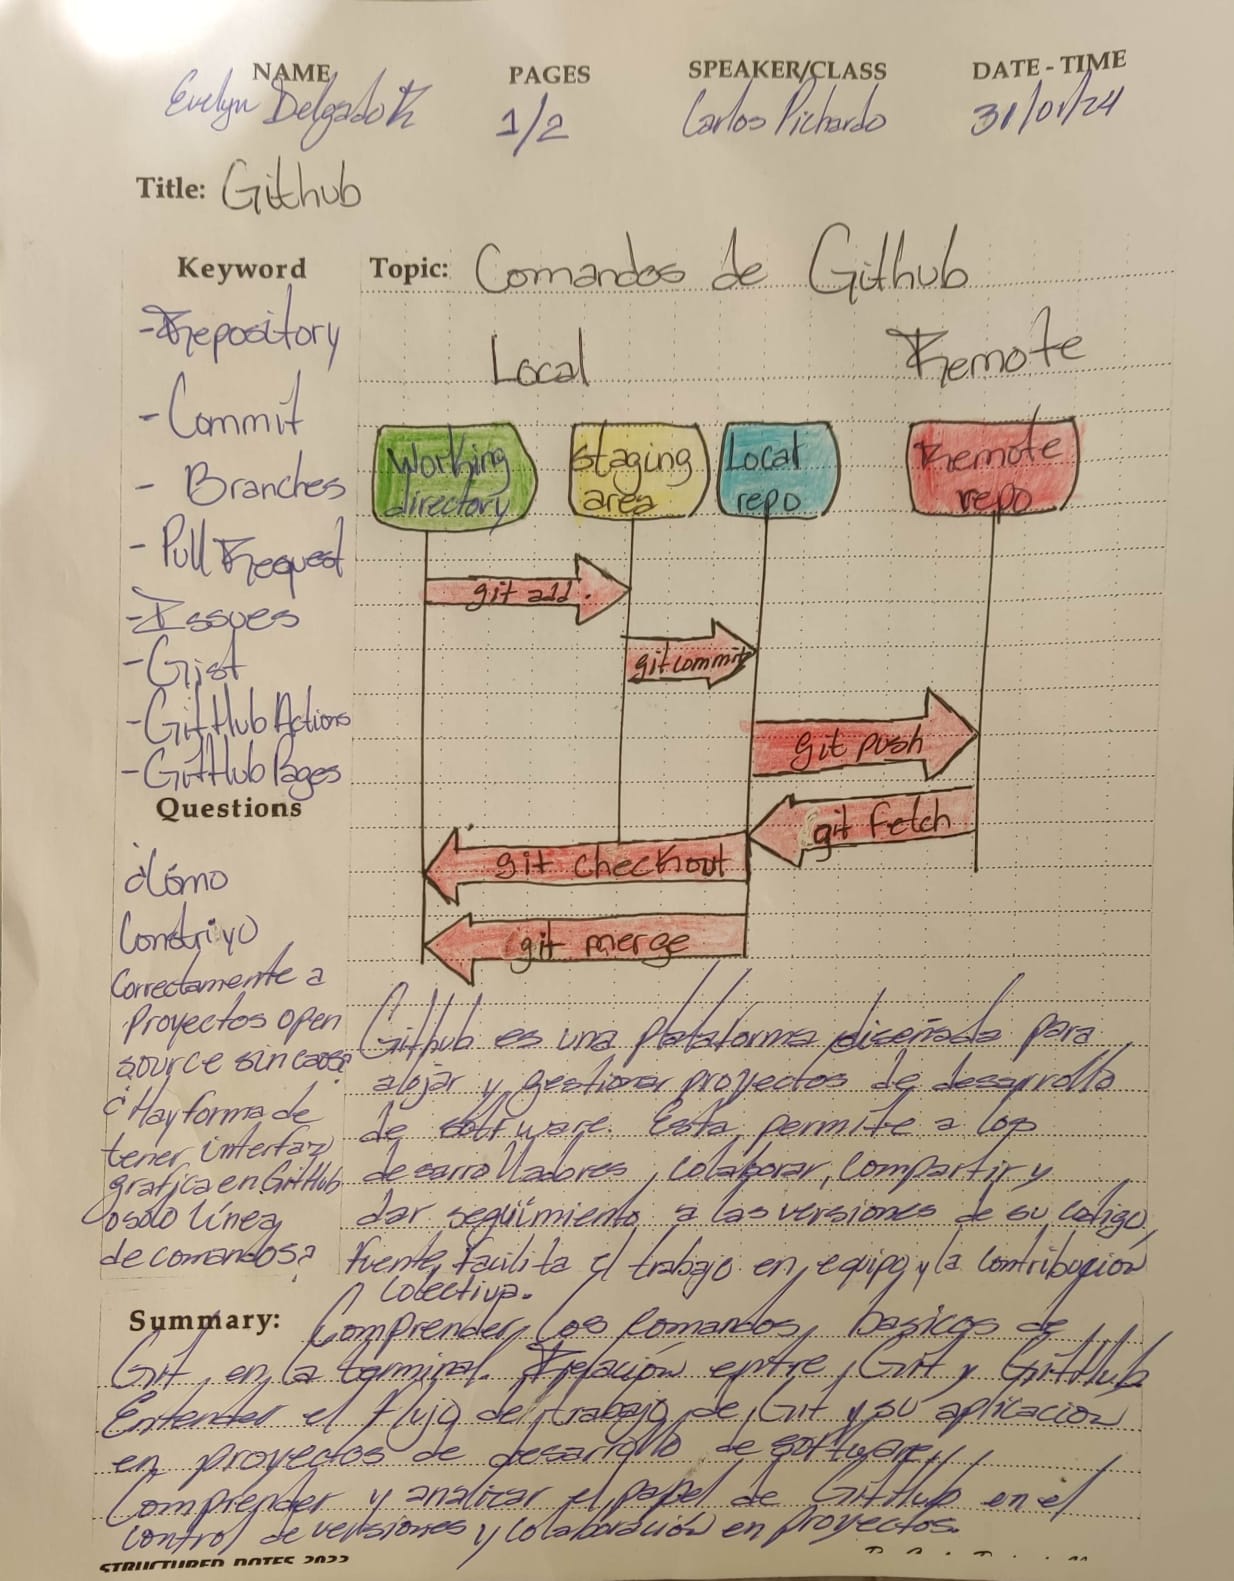 NAME PAGES SPEAKER/CLASS DATE - TIME
Evelyn Delgado R 1/2 Carlos Pichardo 31/01/24
Title: Github
Keyword
-Repository
- Commit
- Branches
- Pull Request
-Issues
-Gist
-GitHub Actions
-GitHub Pages
Questions
¿Cómo
Correctamente a
Proyectos open
source sin
¿Hay forma de
tener interfaz
grafica en GitHub
o solo línea
de comandos?
Topic: Comandos de Github
Local Remote
Working directory
Staging area
Local repo
Remote repo
git add .
git commit
git push
git fetch
git checkout
git merge
Github es una plataforma diseñada para
alojar y gestionar proyectos de desarrollo
de software. Esta permite a los
desarrolladores, colaborar, compartir y
dar seguimiento a las versiones de su código
fuente, facilita el trabajo en equipo y la contribución
colectiva.
Summary: Comprender los comandos basicos de
Git en la terminal. Relación entre Git y GitHub
Entender el flujo de trabajo de Git y su aplicación
en proyectos de desarrollo de software,
Comprender y analizar el papel de GitHub en el
control de versiones y colaboración en proyectos.
STRUCTURED NOTES 2022